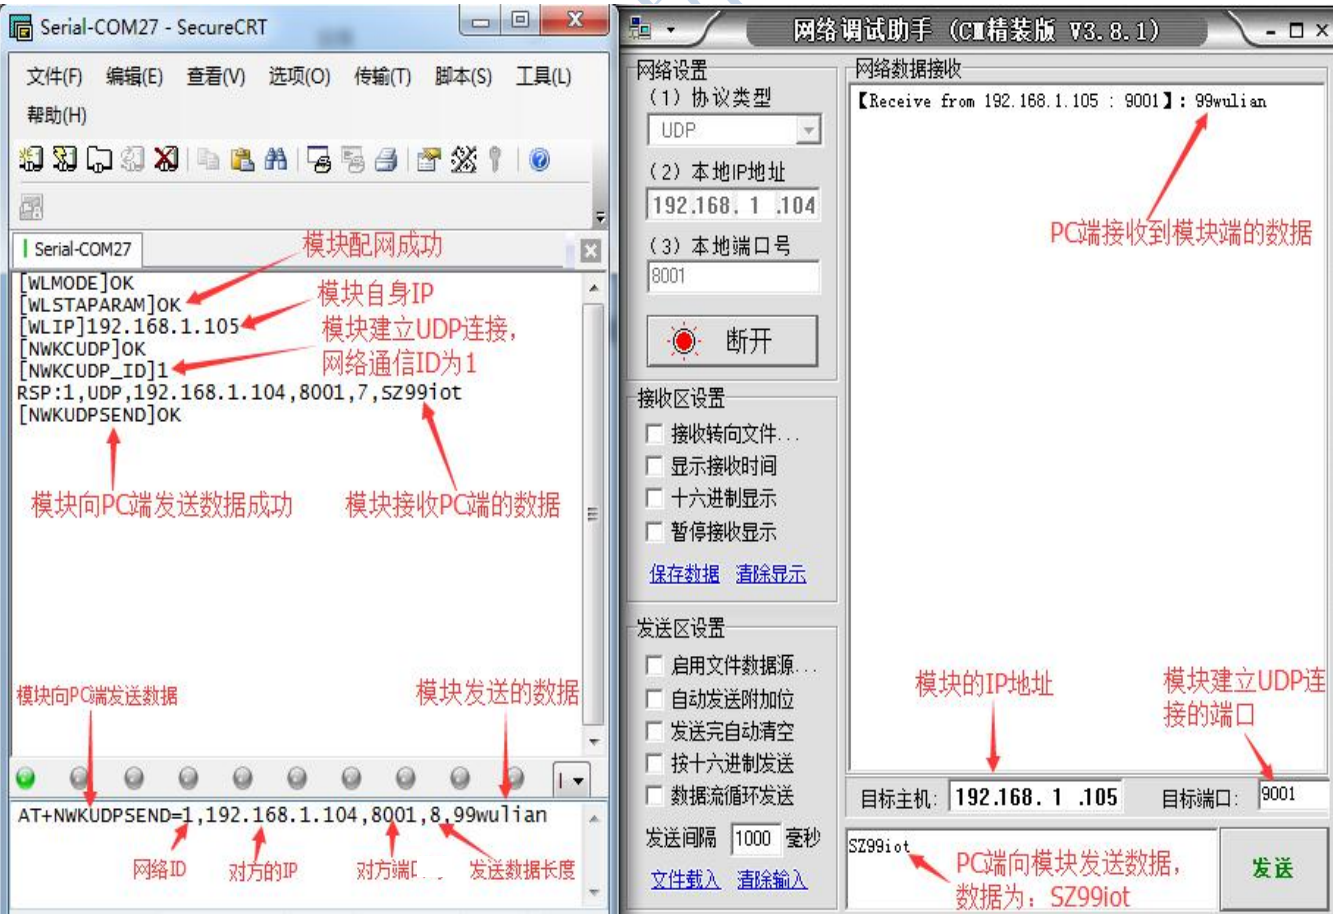 Serial-COM27 - SecureCRT
文件(F) 编辑(E) 查看(V) 选项(O) 传输(T) 脚本(S) 工具(L)
帮助(H)
Serial-COM27
模块配网成功
[WLMODE]OK
[WLSTAPARAM]OK
模块自身IP
[WLIP]192.168.1.105
模块建立UDP连接,
[NWKCUDP]OK
网络通信ID为1
[NWKCUDP_ID]1
RSP:1,UDP,192.168.1.104,8001,7,SZ99iot
[NWKUDPSEND]OK
模块向PC端发送数据成功
模块接收PC端的数据
模块向PC端发送数据
模块发送的数据
AT+NWKUDPSEND=1,192.168.1.104,8001,8,99wulian
网络ID
对方的IP
对方端
发送数据长度
网络调试助手 (CM精装版 V3.8.1)
网络设置
(1) 协议类型
UDP
(2) 本地IP地址
192.168. 1 .104
(3) 本地端口号
8001
断开
接收区设置
接收转向文件...
显示接收时间
十六进制显示
暂停接收显示
保存数据 清除显示
发送区设置
启用文件数据源...
自动发送附加位
发送完自动清空
按十六进制发送
数据流循环发送
发送间隔 1000 毫秒
文件载入 清除输入
网络数据接收
【Receive from 192.168.1.105 : 9001】: 99wulian
PC端接收到模块端的数据
模块的IP地址
模块建立UDP连
接的端口
目标主机: 192.168. 1 .105 目标端口: 9001
SZ99iot
PC端向模块发送数据,
数据为: SZ99iot
发送